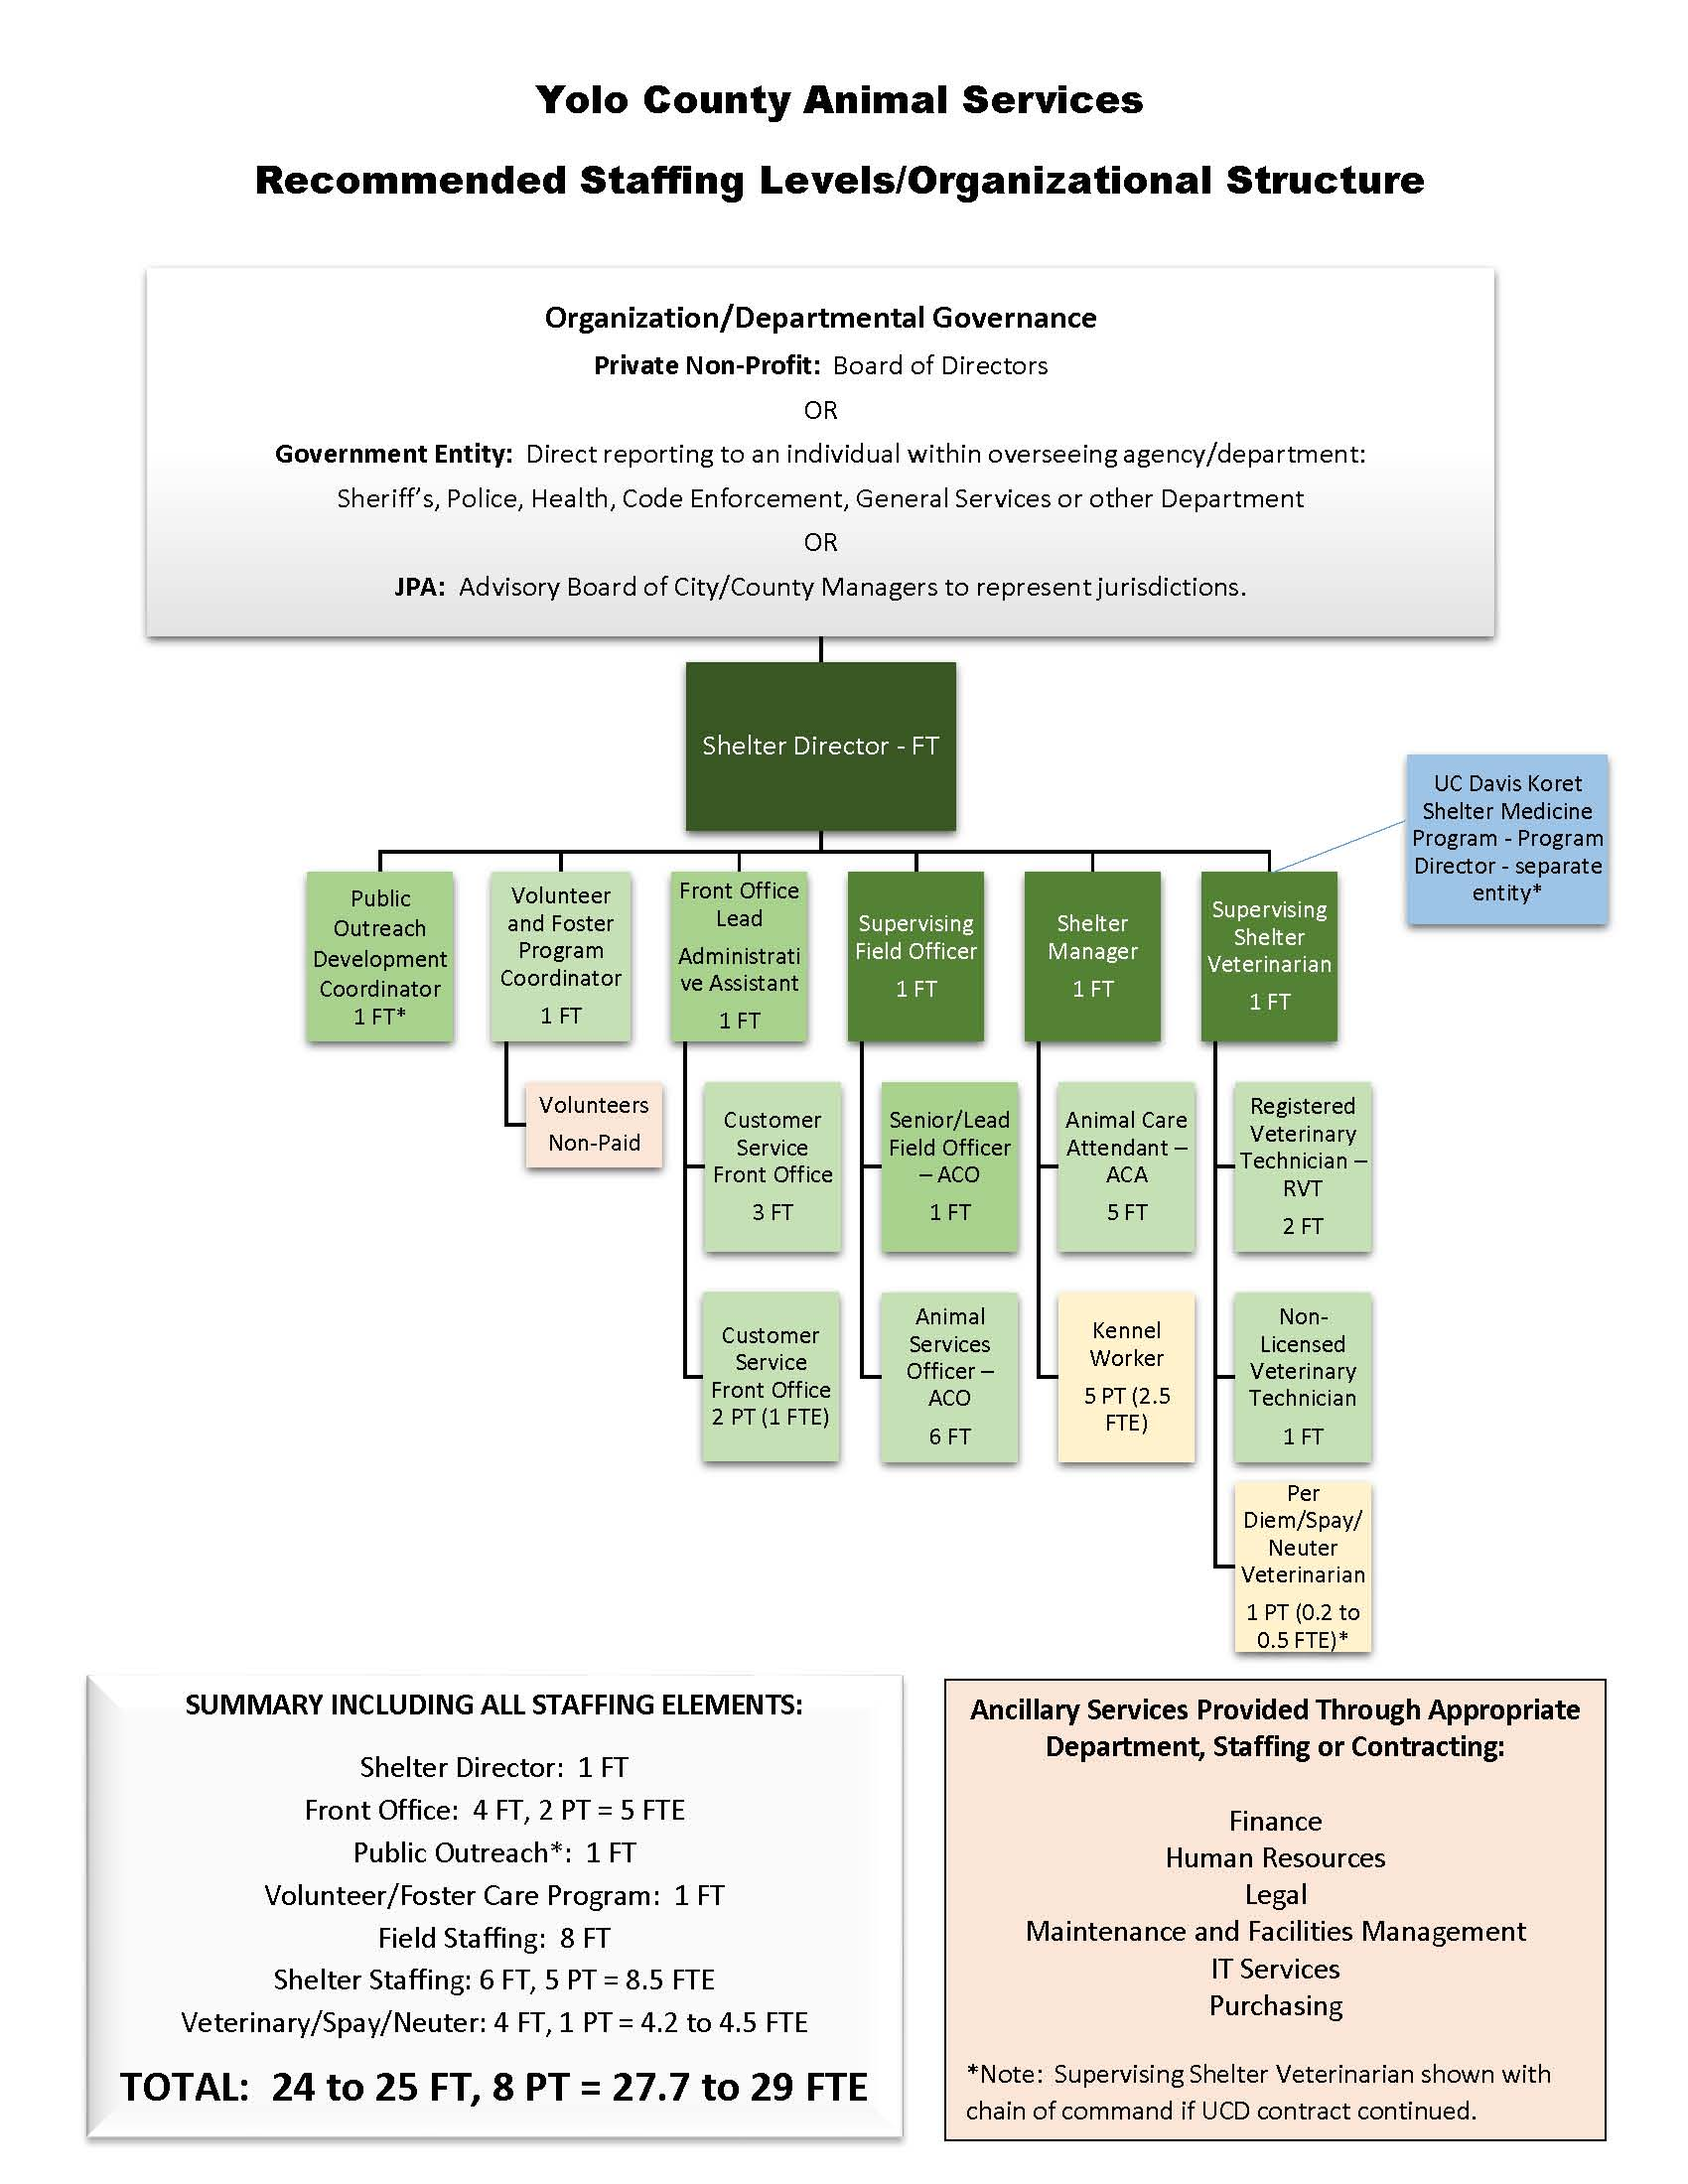 Yolo County Animal Services
Recommended Staffing Levels/Organizational Structure
Organization/Departmental Governance
Private Non-Profit: Board of Directors
OR
Government Entity: Direct reporting to an individual within overseeing agency/department:
Sheriff's, Police, Health, Code Enforcement, General Services or other Department
OR
JPA: Advisory Board of City/County Managers to represent jurisdictions.
Shelter Director - FT
UC Davis Koret
Shelter Medicine
Program - Program
Director - separate
entity*
Public
Outreach
Development
Coordinator
1 FT*
Volunteer
and Foster
Program
Coordinator
1 FT
Front Office
Lead
Administrati
ve Assistant
1 FT
Supervising
Field Officer
1 FT
Shelter
Manager
1 FT
Supervising
Shelter
Veterinarian
1 FT
Volunteers
Non-Paid
Customer
Service
Front Office
3 FT
Senior/Lead
Field Officer
– ACO
1 FT
Animal Care
Attendant –
ACA
5 FT
Registered
Veterinary
Technician –
RVT
2 FT
Customer
Service
Front Office
2 PT (1 FTE)
Animal
Services
Officer –
ACO
6 FT
Kennel
Worker
5 PT (2.5
FTE)
Non-
Licensed
Veterinary
Technician
1 FT
Per
Diem/Spay/
Neuter
Veterinarian
1 PT (0.2 to
0.5 FTE)*
SUMMARY INCLUDING ALL STAFFING ELEMENTS:
Shelter Director: 1 FT
Front Office: 4 FT, 2 PT = 5 FTE
Public Outreach*: 1 FT
Volunteer/Foster Care Program: 1 FT
Field Staffing: 8 FT
Shelter Staffing: 6 FT, 5 PT = 8.5 FTE
Veterinary/Spay/Neuter: 4 FT, 1 PT = 4.2 to 4.5 FTE
TOTAL: 24 to 25 FT, 8 PT = 27.7 to 29 FTE
Ancillary Services Provided Through Appropriate
Department, Staffing or Contracting:
Finance
Human Resources
Legal
Maintenance and Facilities Management
IT Services
Purchasing
*Note: Supervising Shelter Veterinarian shown with
chain of command if UCD contract continued.